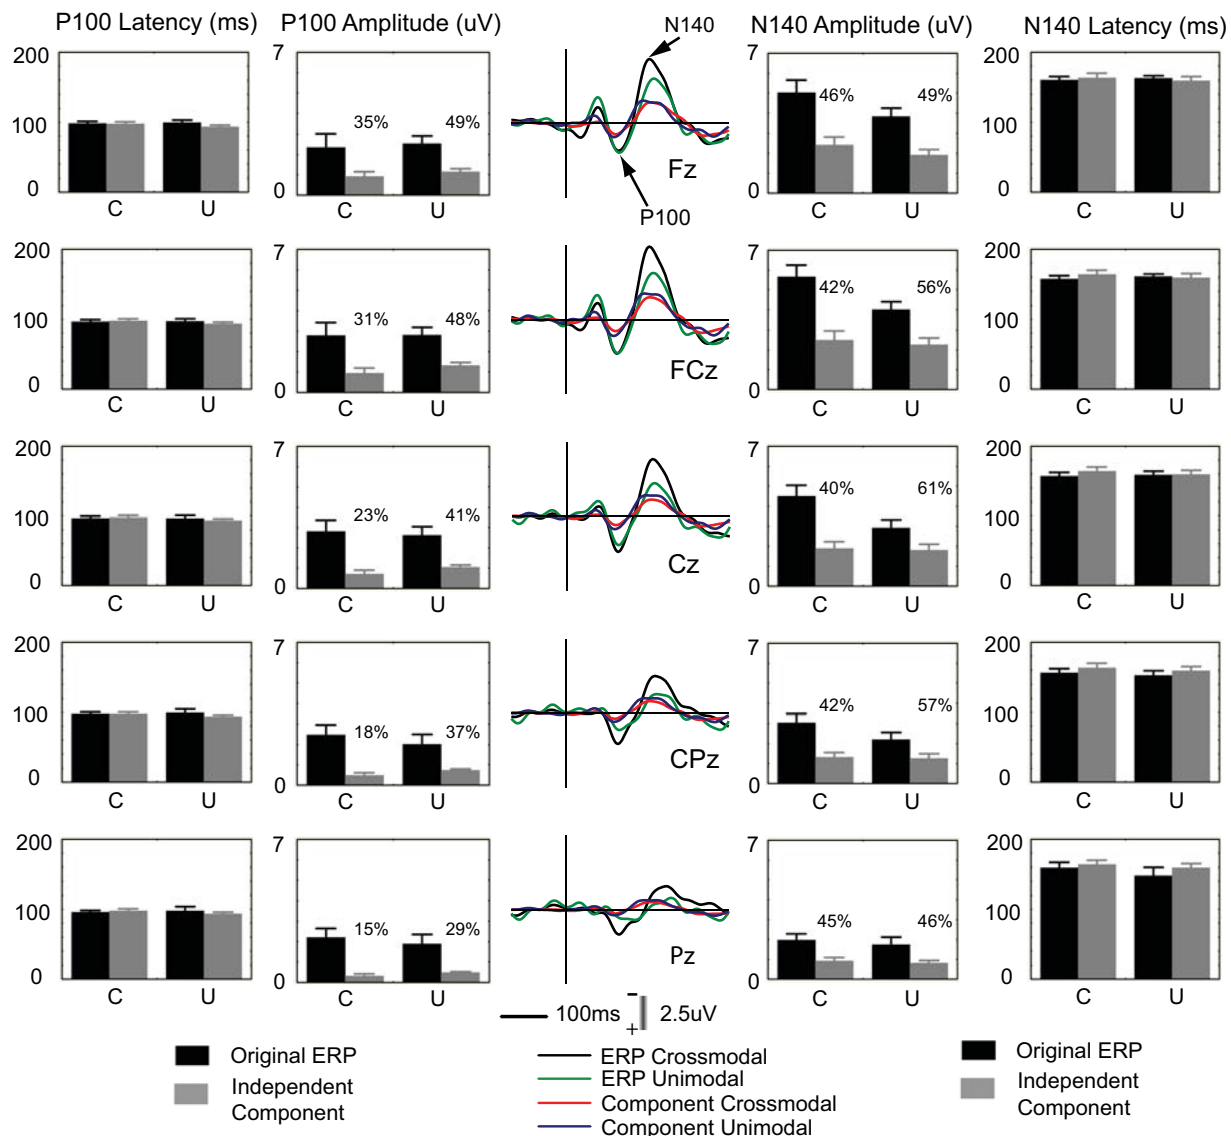 P100 Latency (ms) P100 Amplitude (uV) N140 N140 Amplitude (uV) N140 Latency (ms)
200 7 7 200
35% 49% 46% 49%
100 100
Fz
0 0 0 0
C U C U P100 C U C U
200 7 7 200
31% 48% 42% 56%
100 100
FCz
0 0 0 0
C U C U C U C U
200 7 7 200
23% 41% 40% 61%
100 100
Cz
0 0 0 0
C U C U C U C U
200 7 7 200
18% 37% 42% 57%
100 100
CPz
0 0 0 0
C U C U C U C U
200 7 7 200
15% 29% 45% 46%
100 100
Pz
0 0 0 0
C U C U C U C U
100ms - + 2.5uV
Original ERP
Independent
Component
ERP Crossmodal
ERP Unimodal
Component Crossmodal
Component Unimodal
Original ERP
Independent
Component